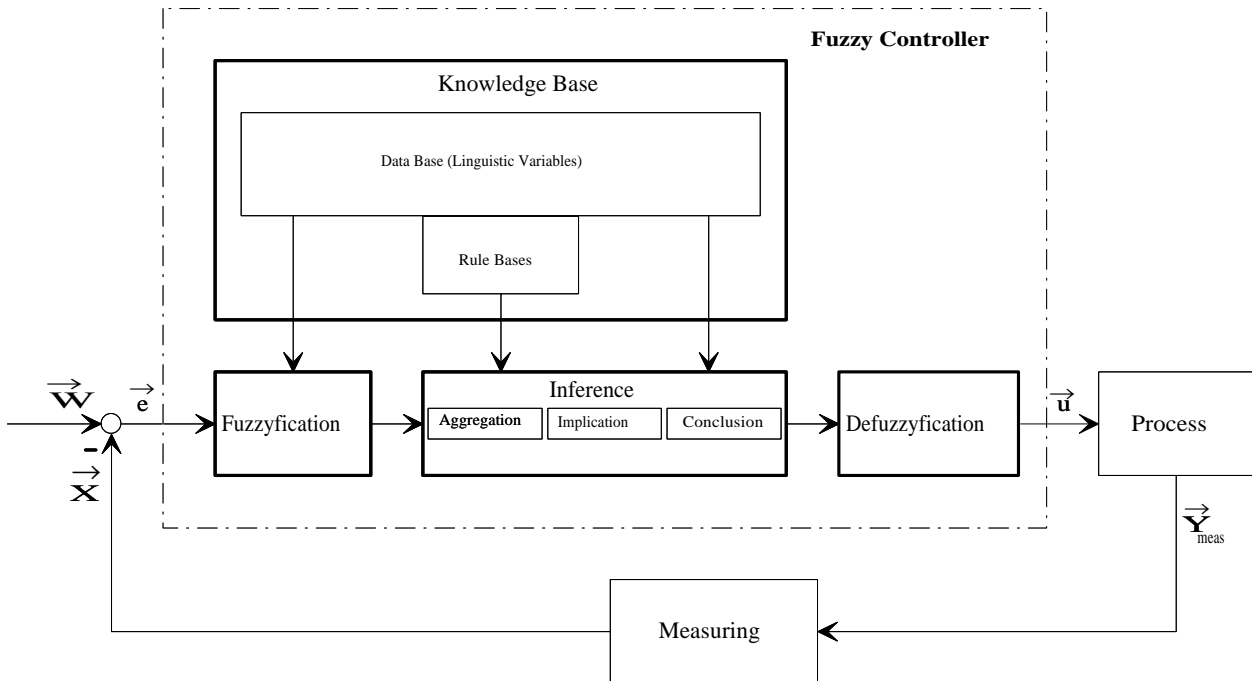 Fuzzy Controller
Knowledge Base
Data Base (Linguistic Variables)
Rule Bases
W
e
Fuzzyfication
Inference
Aggregation
Implication
Conclusion
Defuzzyfication
u
Process
-
X
Y meas
Measuring